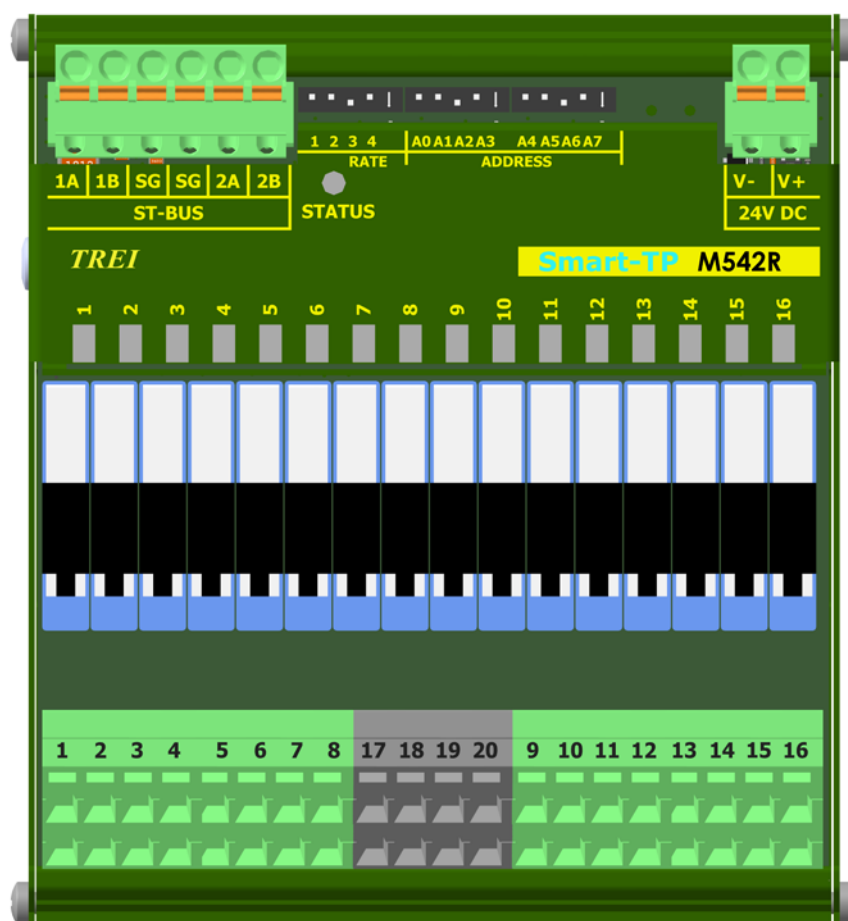 1 2 3 4 A0 A1 A2 A3 A4 A5 A6 A7
RATE ADDRESS
1A 1B SG SG 2A 2B V- V+
ST-BUS STATUS 24V DC
TREI Smart-TP M542R
1 2 3 4 5 6 7 8 9 10 11 12 13 14 15 16
1 2 3 4 5 6 7 8 17 18 19 20 9 10 11 12 13 14 15 16